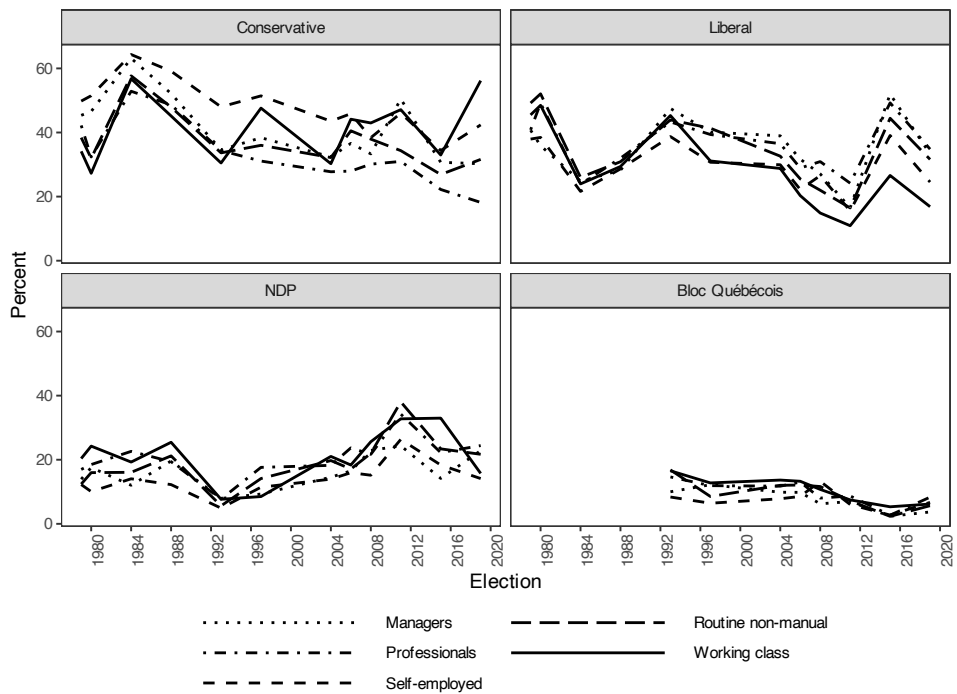 Conservative
Liberal
60
40
20
0
NDP
Bloc Québécois
60
40
20
0
Percent
1980 1984 1988 1992 1996 2000 2004 2008 2012 2016 2020
1980 1984 1988 1992 1996 2000 2004 2008 2012 2016 2020
Election
Managers
Professionals
Self-employed
Routine non-manual
Working class